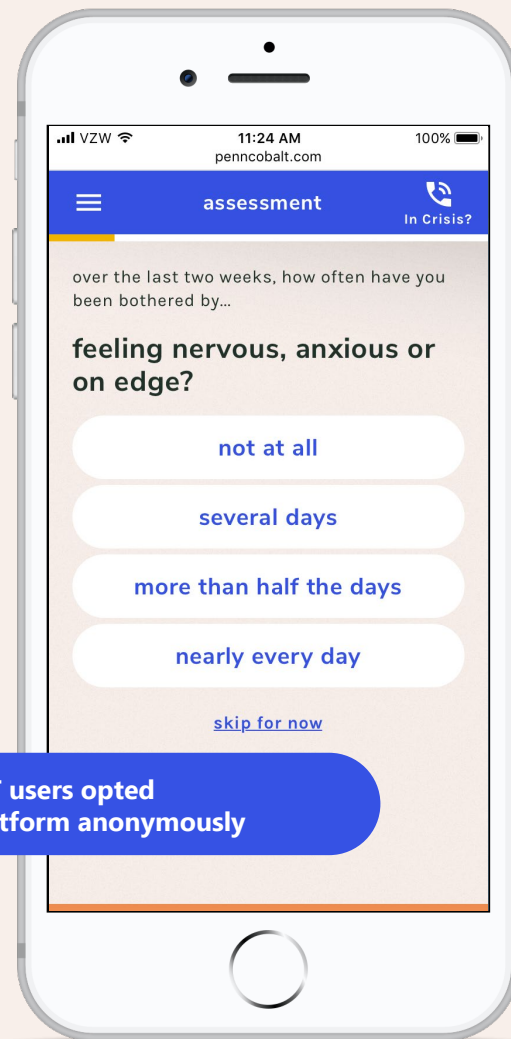 VZW
11:24 AM
100%
penncobalt.com
assessment
In Crisis?
over the last two weeks, how often have you
been bothered by...
feeling nervous, anxious or
on edge?
not at all
several days
more than half the days
nearly every day
skip for now
users opted
tform anonymously